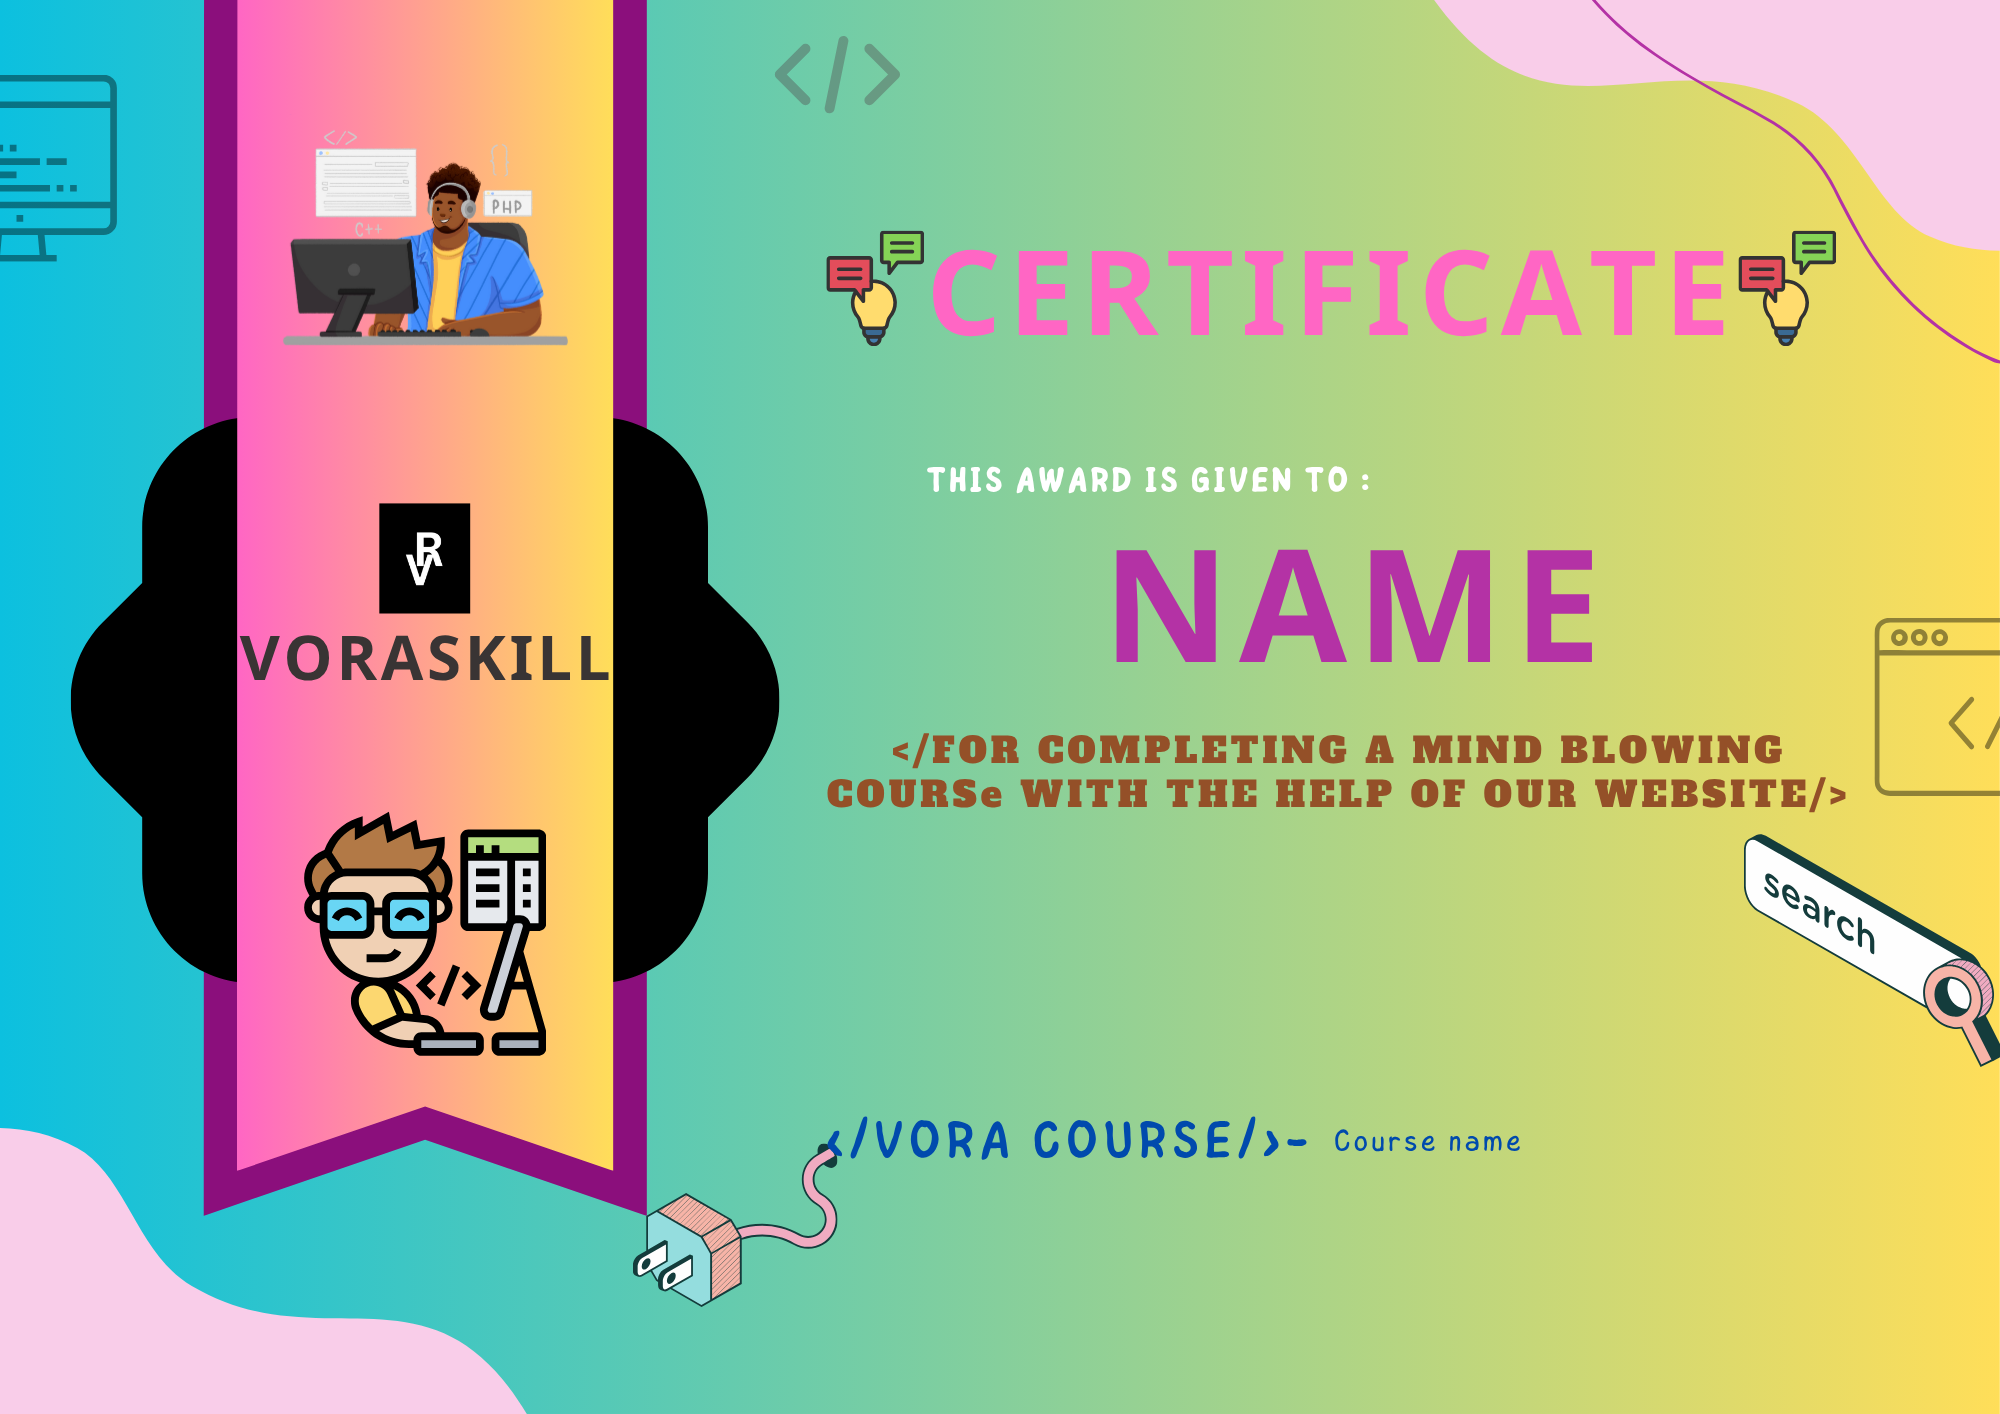 </>
</>
PHP
C++
{}
R
V
VORASKILL
</>
CERTIFICATE
THIS AWARD IS GIVEN TO :
NAME
</FOR COMPLETING A MIND BLOWING
COURSe WITH THE HELP OF OUR WEBSITE/>
</
search
</VORA COURSE/>- Course name